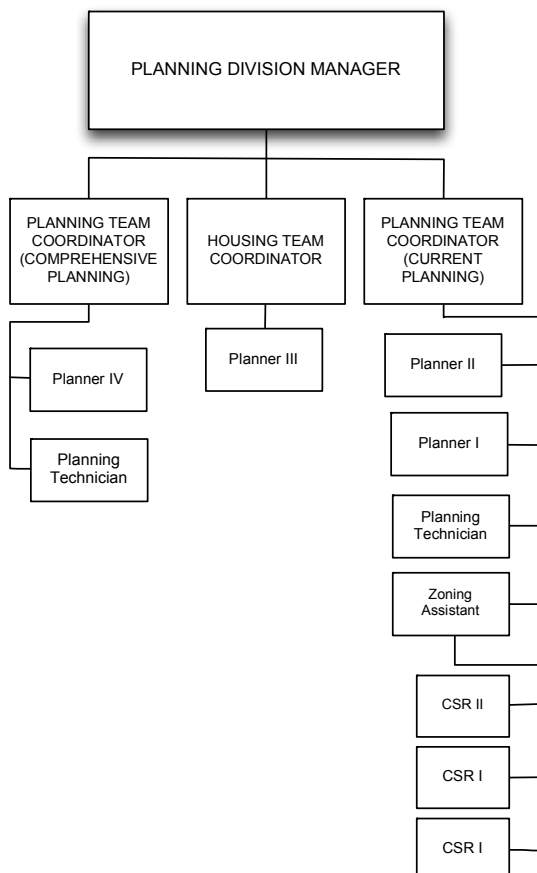 PLANNING DIVISION MANAGER
PLANNING TEAM
COORDINATOR
(COMPREHENSIVE
PLANNING)
HOUSING TEAM
COORDINATOR
PLANNING TEAM
COORDINATOR
(CURRENT
PLANNING)
Planner IV
Planning
Technician
Planner III
Planner II
Planner I
Planning
Technician
Zoning
Assistant
CSR II
CSR I
CSR I